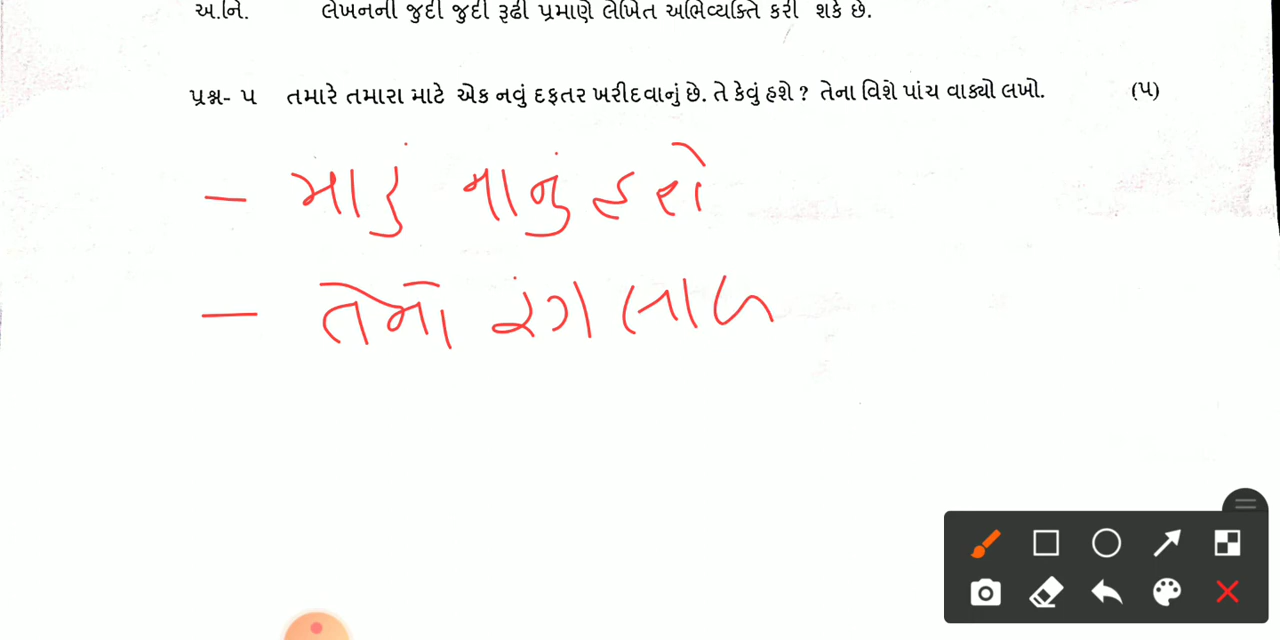 અ.નિ. લેખનની જુદી જુદી રૂઢી પ્રમાણે લેખિત અભિવ્યક્તિ કરી શકે છે.
પ્રશ્ન- ૫ તમારે તમારા માટે એક નવું દફતર ખરીદવાનું છે. તે કેવું હશે ? તેના વિશે પાંચ વાક્યો લખો. (૫)
- મારું નાનું હશે
- તેનો રંગ લાળ